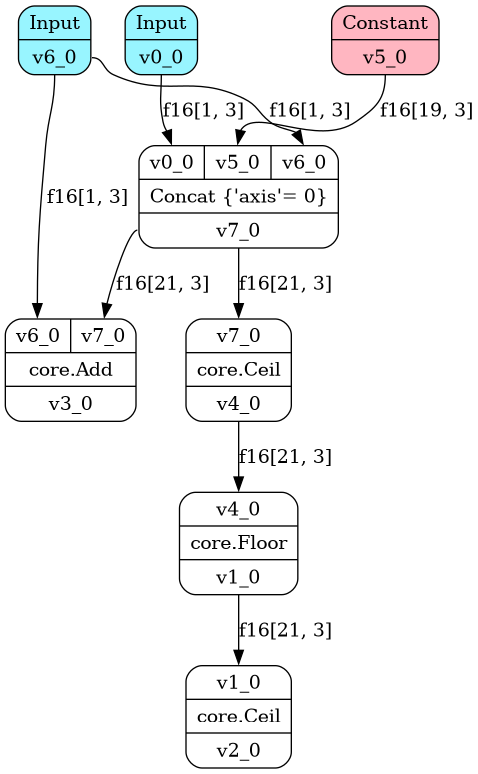 Input
v6_0
Input
v0_0
Constant
v5_0
f16[1, 3]
f16[1, 3]
f16[19, 3]
v0_0 v5_0 v6_0
Concat {'axis'= 0}
v7_0
f16[1, 3]
f16[21, 3]
f16[21, 3]
v6_0 v7_0
core.Add
v3_0
v7_0
core.Ceil
v4_0
f16[21, 3]
v4_0
core.Floor
v1_0
f16[21, 3]
v1_0
core.Ceil
v2_0